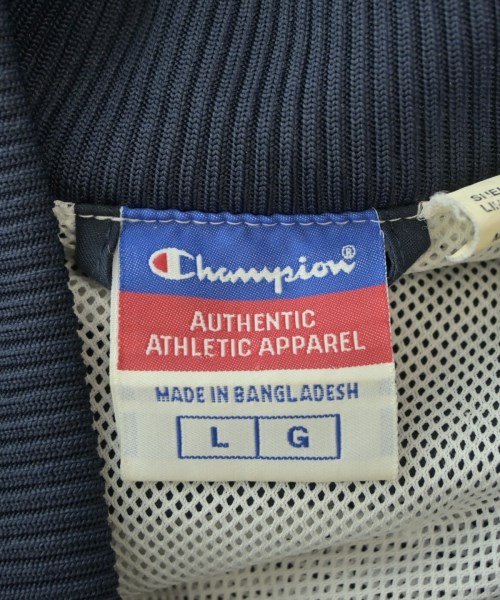 Champion®
AUTHENTIC
ATHLETIC APPAREL
MADE IN BANGLADESH
L G